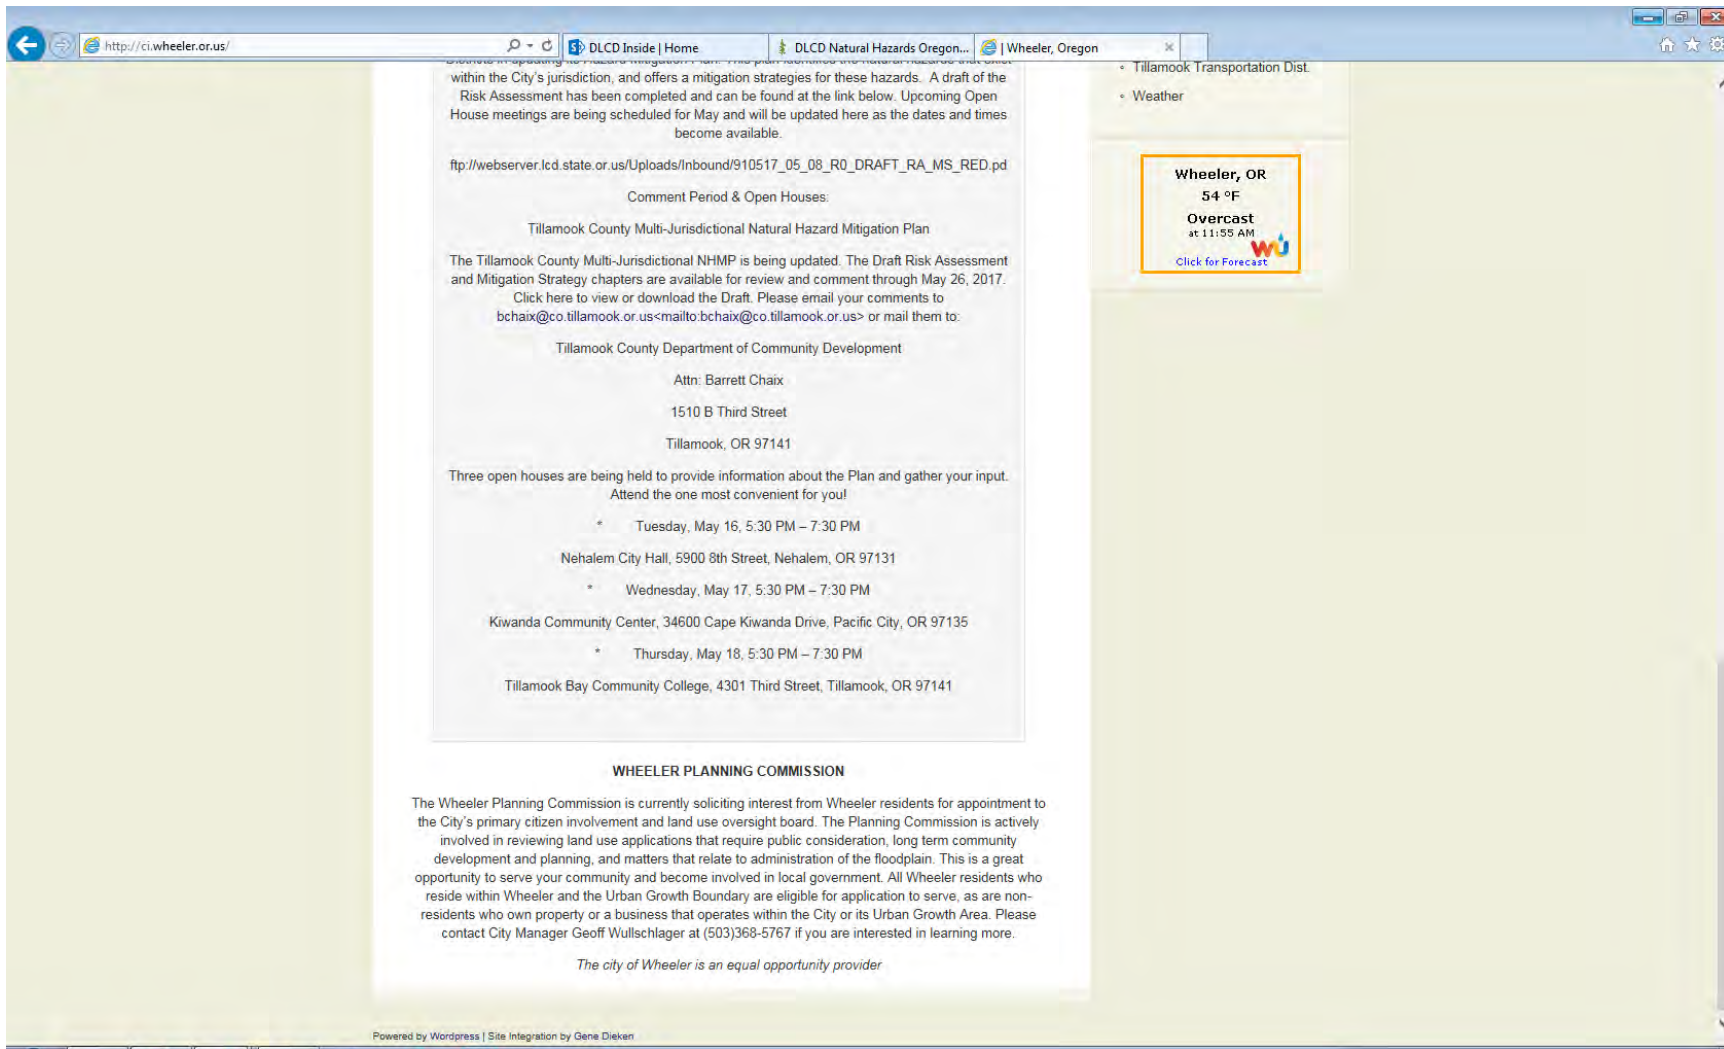 http://ci.wheeler.or.us/
DLCD Inside | Home
DLCD Natural Hazards Oregon...
| Wheeler, Oregon
within the City's jurisdiction, and offers a mitigation strategies for these hazards. A draft of the
Risk Assessment has been completed and can be found at the link below. Upcoming Open
House meetings are being scheduled for May and will be updated here as the dates and times
become available.
ftp://webserver.lcd.state.or.us/Uploads/Inbound/910517_05_08_R0_DRAFT_RA_MS_RED.pd
Comment Period & Open Houses:
Tillamook County Multi-Jurisdictional Natural Hazard Mitigation Plan
The Tillamook County Multi-Jurisdictional NHMP is being updated. The Draft Risk Assessment
and Mitigation Strategy chapters are available for review and comment through May 26, 2017.
Click here to view or download the Draft. Please email your comments to
bchaix@co.tillamook.or.us<mailto:bchaix@co.tillamook.or.us> or mail them to:
Tillamook County Department of Community Development
Attn: Barrett Chaix
1510 B Third Street
Tillamook, OR 97141
Three open houses are being held to provide information about the Plan and gather your input.
Attend the one most convenient for you!
* Tuesday, May 16, 5:30 PM – 7:30 PM
Nehalem City Hall, 5900 8th Street, Nehalem, OR 97131
* Wednesday, May 17, 5:30 PM – 7:30 PM
Kiwanda Community Center, 34600 Cape Kiwanda Drive, Pacific City, OR 97135
* Thursday, May 18, 5:30 PM – 7:30 PM
Tillamook Bay Community College, 4301 Third Street, Tillamook, OR 97141
WHEELER PLANNING COMMISSION
The Wheeler Planning Commission is currently soliciting interest from Wheeler residents for appointment to
the City's primary citizen involvement and land use oversight board. The Planning Commission is actively
involved in reviewing land use applications that require public consideration, long term community
development and planning, and matters that relate to administration of the floodplain. This is a great
opportunity to serve your community and become involved in local government. All Wheeler residents who
reside within Wheeler and the Urban Growth Boundary are eligible for application to serve, as are non-
residents who own property or a business that operates within the City or its Urban Growth Area. Please
contact City Manager Geoff Wullschlager at (503)368-5767 if you are interested in learning more.
The city of Wheeler is an equal opportunity provider
Tillamook Transportation Dist.
Weather
Wheeler, OR
54 °F
Overcast
at 11:55 AM
WU
Click for Forecast
Powered by Wordpress | Site Integration by Gene Dieken